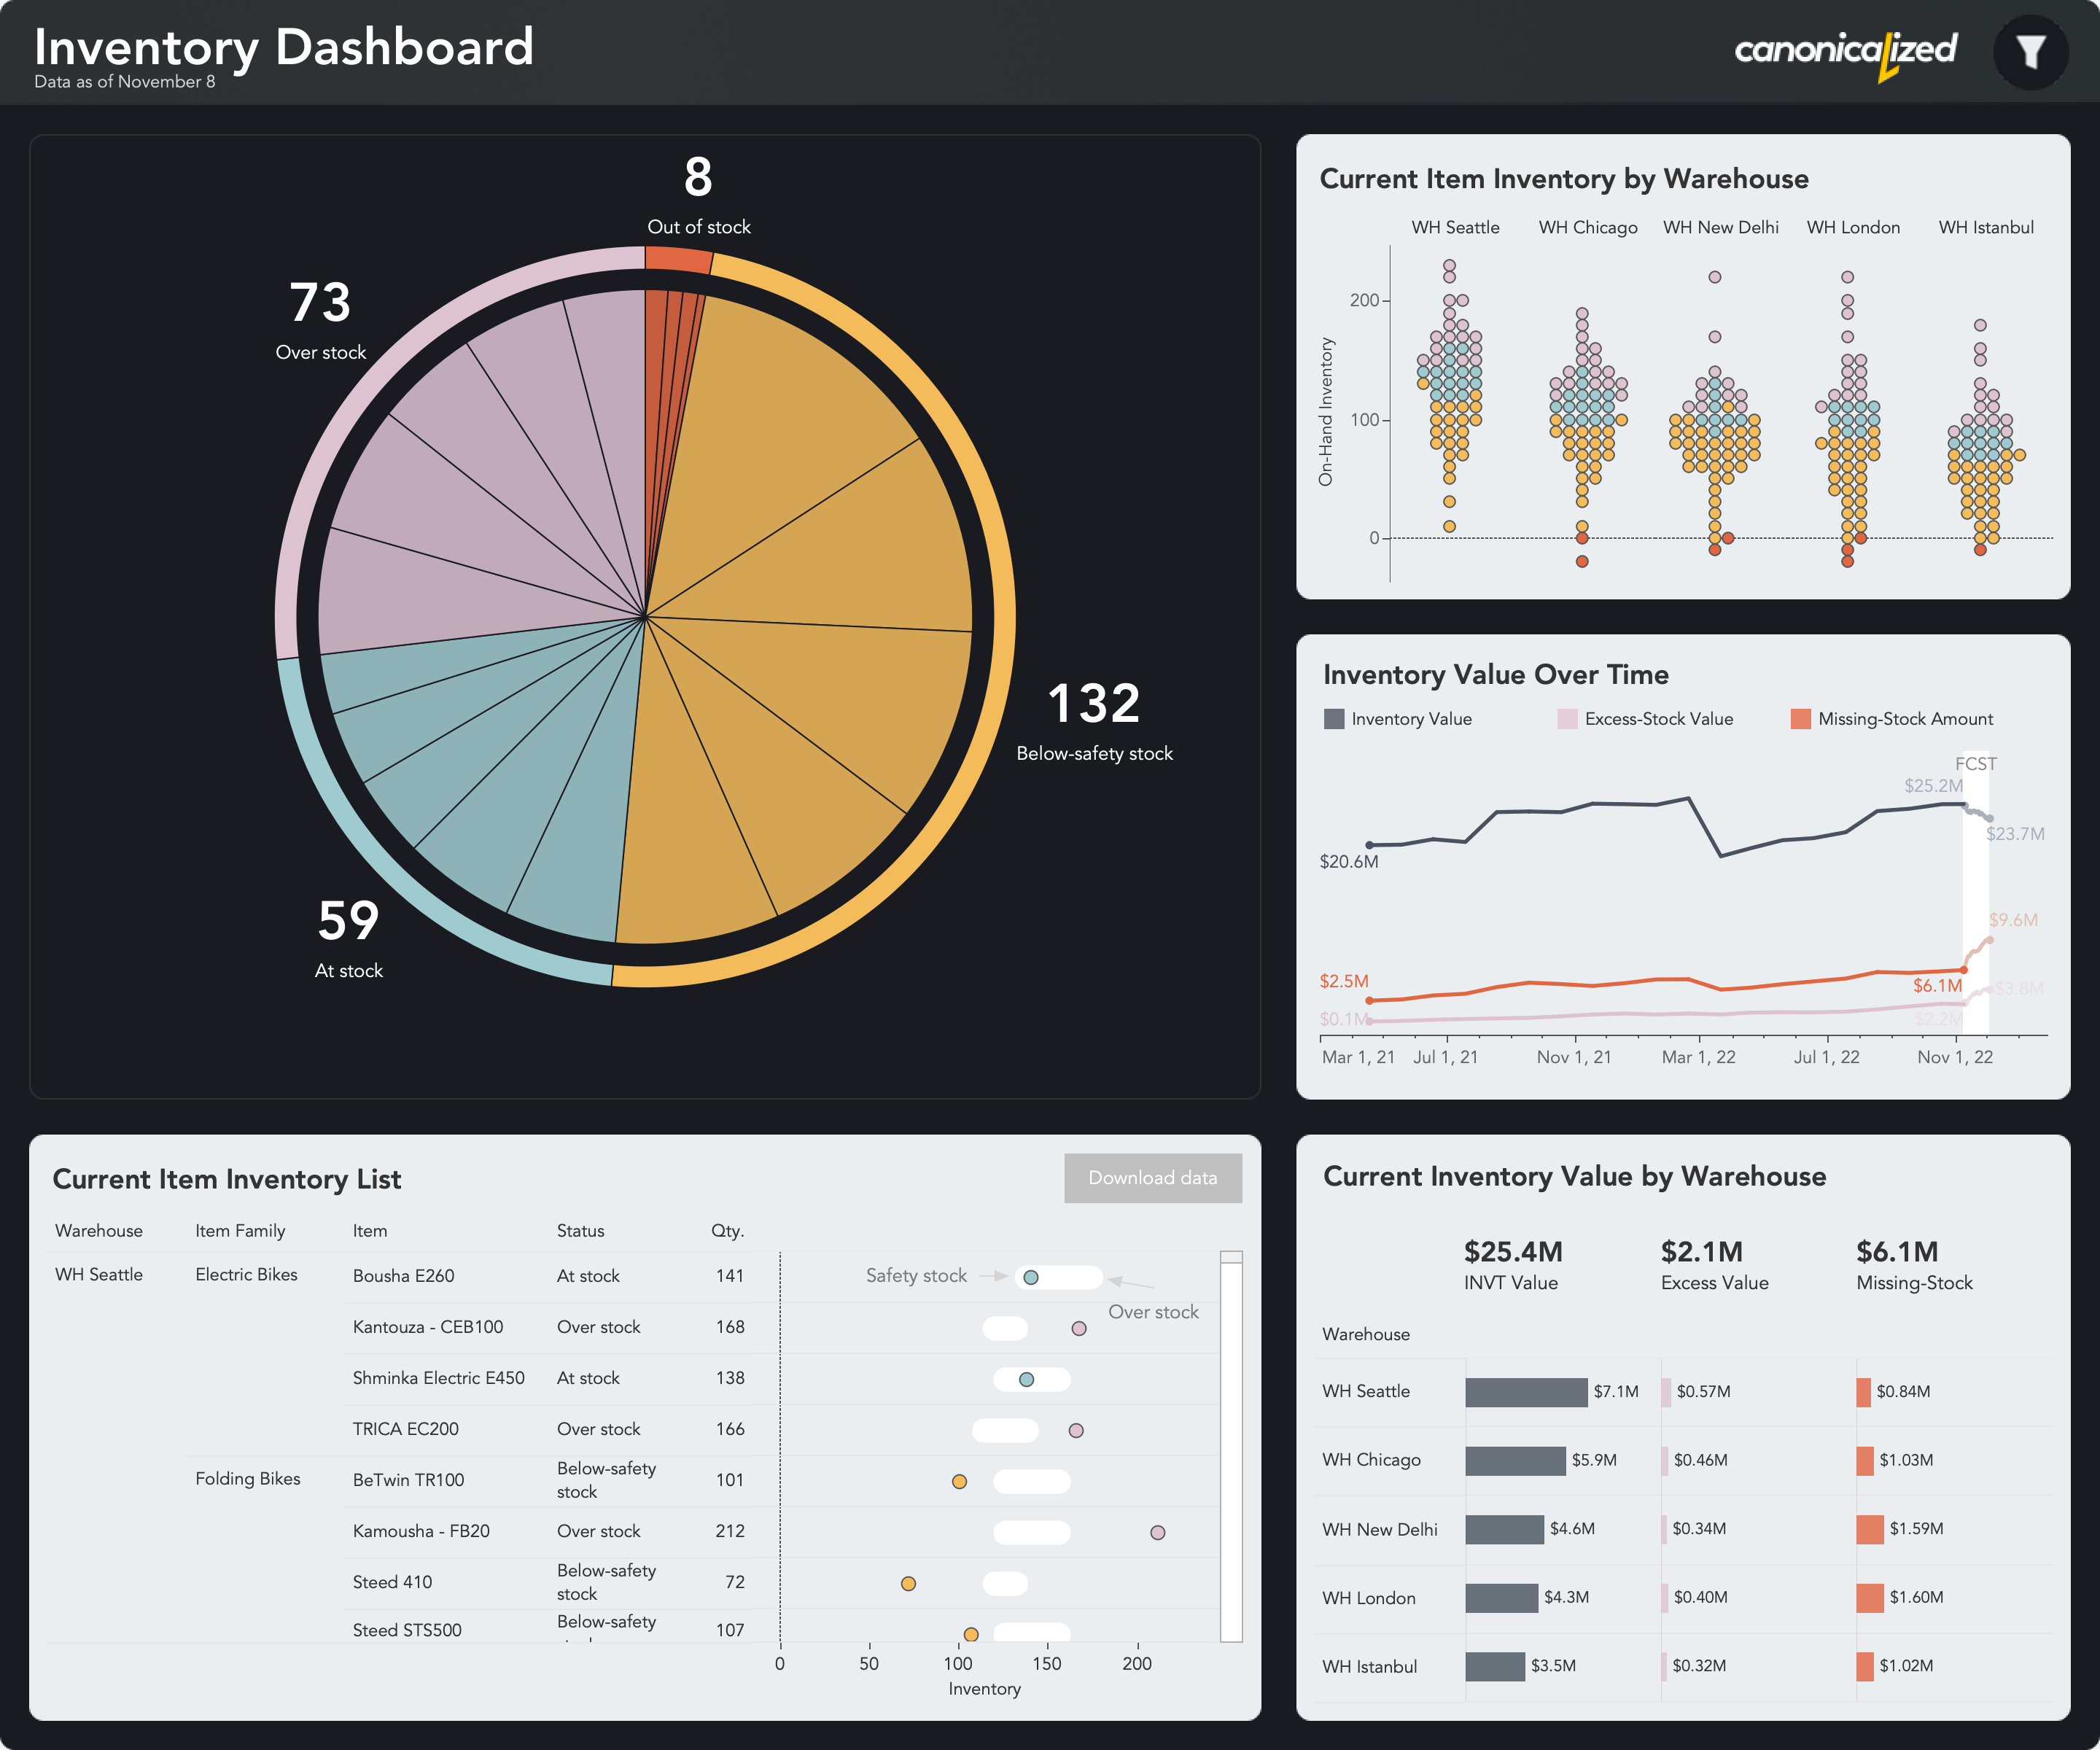 Inventory Dashboard
Data as of November 8
canonicalized
8
Out of stock
73
Over stock
132
Below-safety stock
59
At stock
Current Item Inventory by Warehouse
WH Seattle WH Chicago WH New Delhi WH London WH Istanbul
On-Hand Inventory
200
100
0
Inventory Value Over Time
Inventory Value Excess-Stock Value Missing-Stock Amount
FCST
$25.2M
$23.7M
$20.6M
$9.6M
$2.5M
$6.1M
$3.8M
$0.1M
$2.2M
Mar 1, 21 Jul 1, 21 Nov 1, 21 Mar 1, 22 Jul 1, 22 Nov 1, 22
Current Item Inventory List
Download data
Warehouse Item Family Item Status Qty.
WH Seattle Electric Bikes Bousha E260 At stock 141
Safety stock
Over stock
Kantouza - CEB100 Over stock 168
Shminka Electric E450 At stock 138
TRICA EC200 Over stock 166
Folding Bikes BeTwin TR100 Below-safety stock 101
Kamousha - FB20 Over stock 212
Steed 410 Below-safety stock 72
Steed STS500 Below-safety 107
0 50 100 150 200
Inventory
Current Inventory Value by Warehouse
$25.4M $2.1M $6.1M
INVT Value Excess Value Missing-Stock
Warehouse
WH Seattle $7.1M $0.57M $0.84M
WH Chicago $5.9M $0.46M $1.03M
WH New Delhi $4.6M $0.34M $1.59M
WH London $4.3M $0.40M $1.60M
WH Istanbul $3.5M $0.32M $1.02M